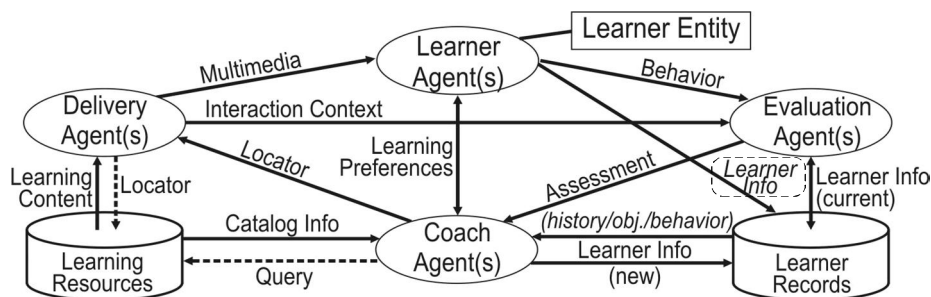 Learner Entity
Learner
Agent(s)
Multimedia
Behavior
Delivery
Agent(s)
Interaction Context
Evaluation
Agent(s)
Learning
Preferences
Locator
Assessment
Learner
Info
Learning
Content
Locator
Learner Info
(current)
Catalog Info
Coach
Agent(s)
(history/obj./behavior)
Learner Info
(new)
Query
Learning
Resources
Learner
Records